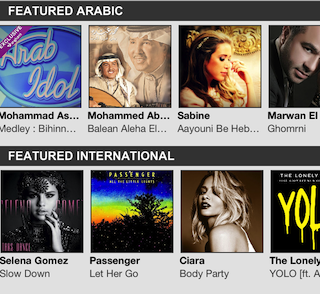 FEATURED ARABIC
EXCLUSIVE
Arab
Idol
Mohammad As... Mohammed Ab... Sabine Marwan El
Medley : Bihinn... Balean Aleha El... Aayouni Be Heb... Ghomrni
FEATURED INTERNATIONAL
SELENA GOMEZ
STARS DANCE
PASSENGER
ALL THE LITTLE LIGHTS
THE LONELY
YOLO
Selena Gomez Passenger Ciara The Lonely
Slow Down Let Her Go Body Party YOLO [ft. A